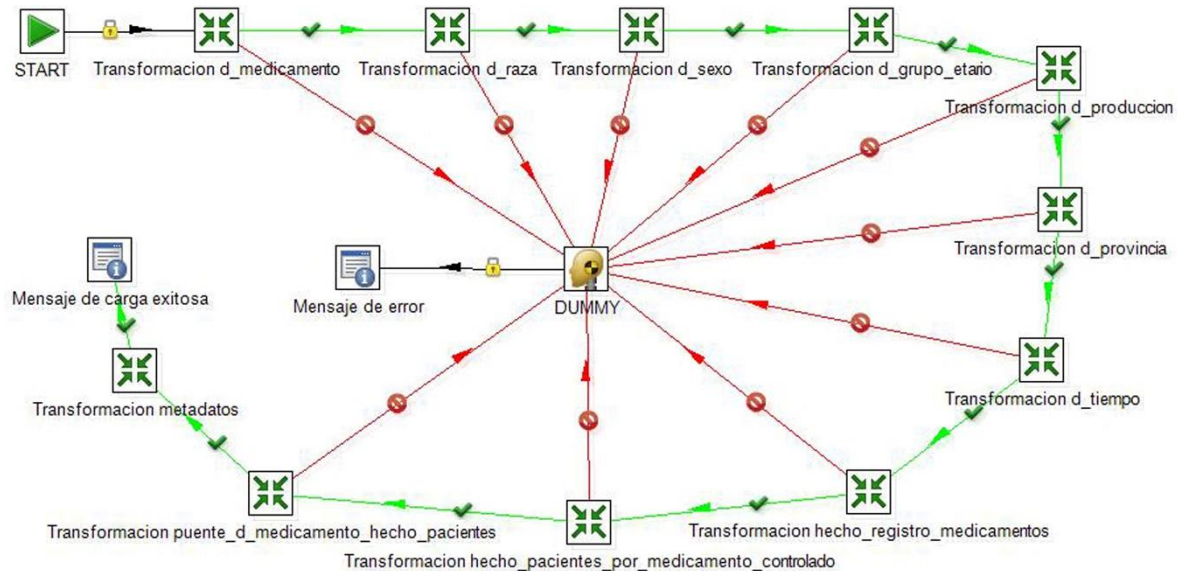 START
Transformacion d_medicamento
Transformacion d_raza
Transformacion d_sexo
Transformacion d_grupo_etario
Transformacion d_produccion
Transformacion d_provincia
Mensaje de carga exitosa
Mensaje de error
DUMMY
Transformacion metadatos
Transformacion d_tiempo
Transformacion puente_d_medicamento_hecho_pacientes
Transformacion hecho_registro_medicamentos
Transformacion hecho_pacientes_por_medicamento_controlado